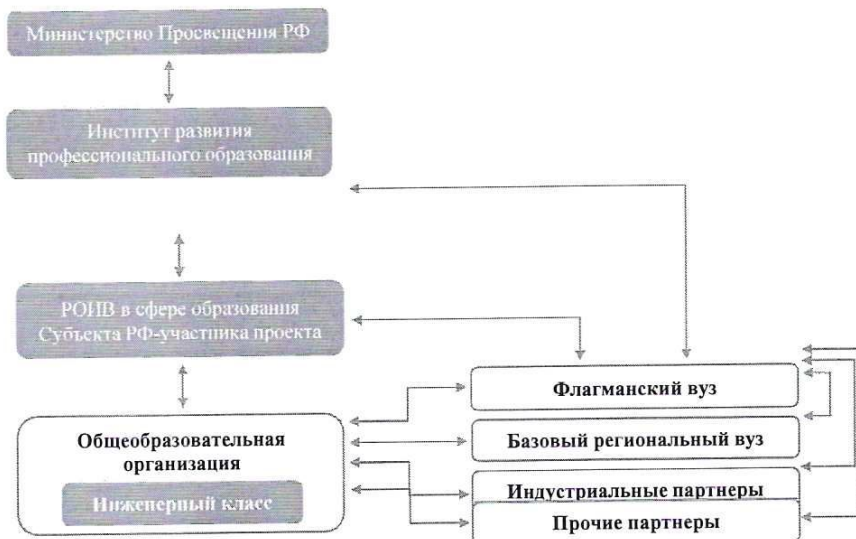 Министерство Просвещения РФ
Институт развития
профессионального образования
РОИВ в сфере образования
Субъекта РФ-участника проекта
Общеобразовательная
организация
Инженерный класс
Флагманский вуз
Базовый региональный вуз
Индустриальные партнеры
Прочие партнеры